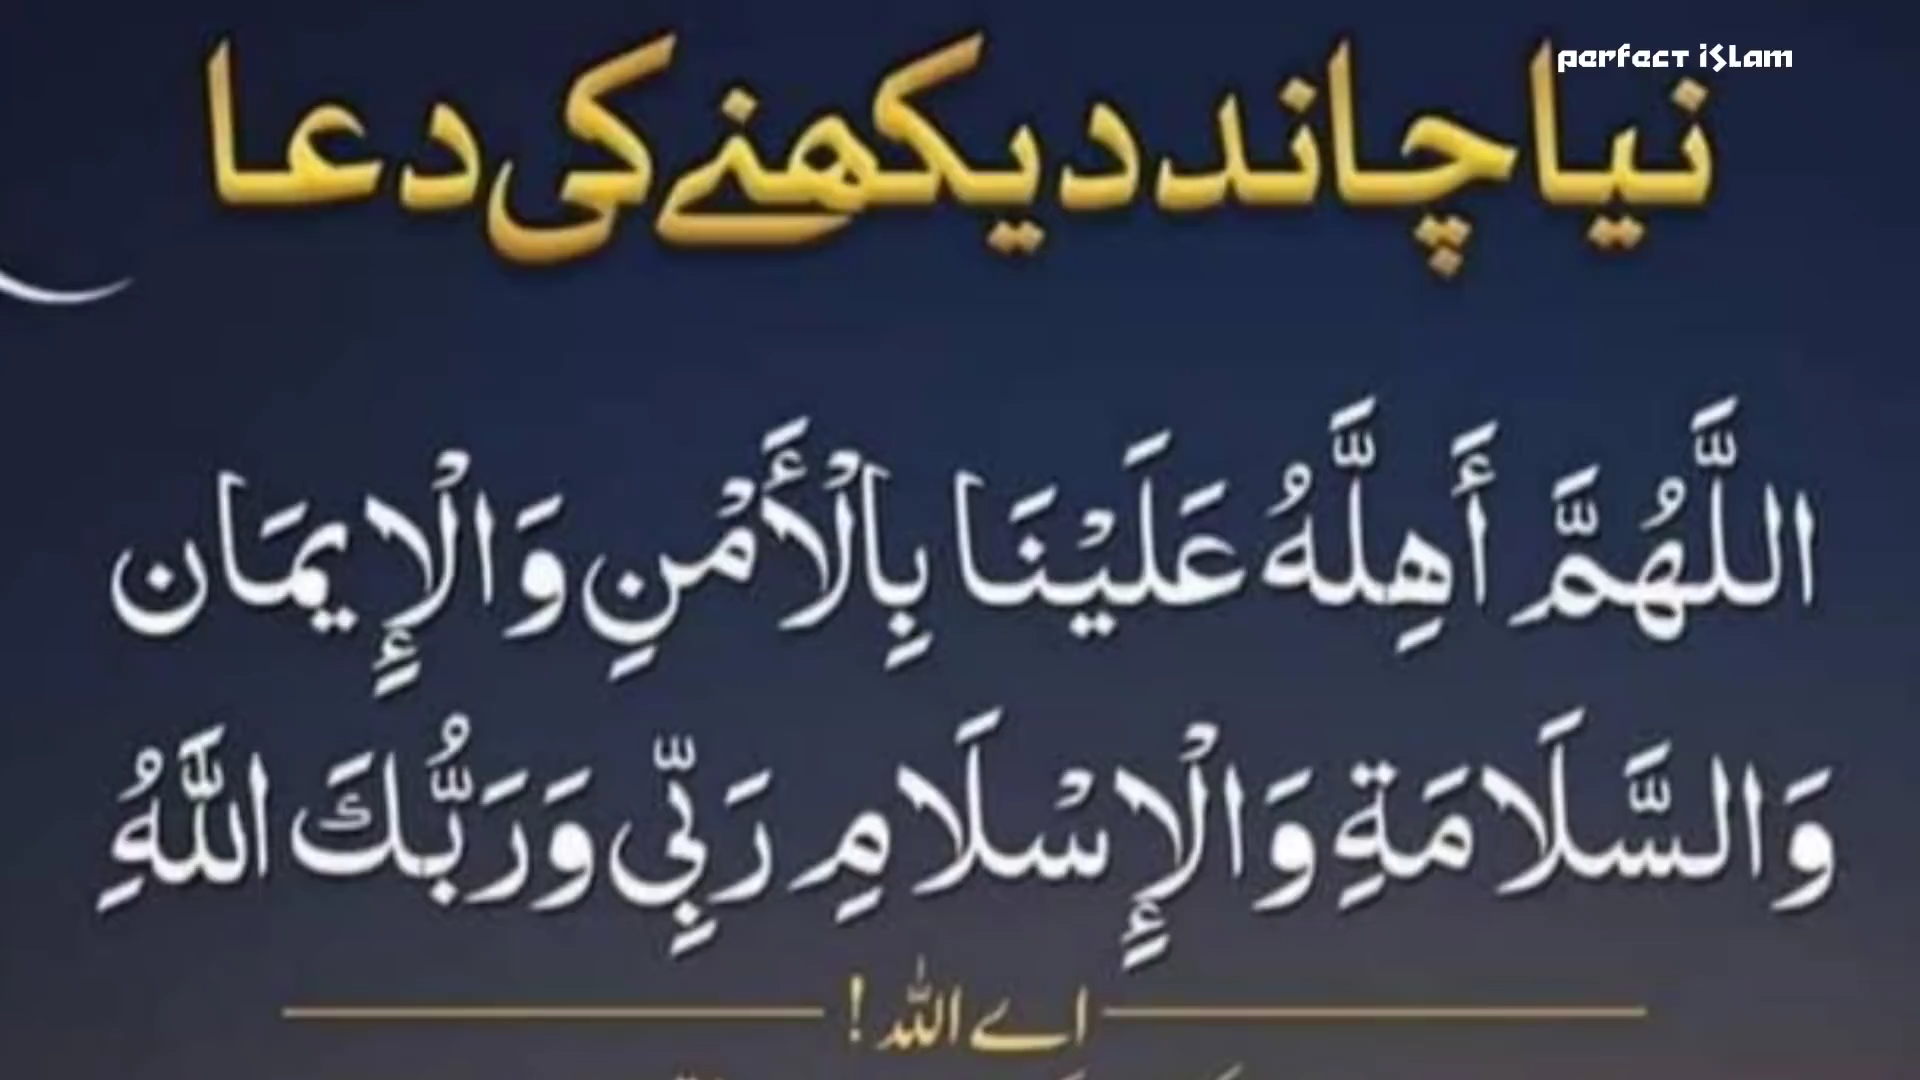 perfect islam
نیا چاند دیکھنے کی دعا
اللَّهُمَّ أَهِلَّهُ عَلَيْنَا بِالْأَمْنِ وَالْإِيمَان
وَالسَّلَامَةِ وَالْإِسْلَامِ رَبِّي وَرَبُّكَ اللَّهُ
اے اللہ !